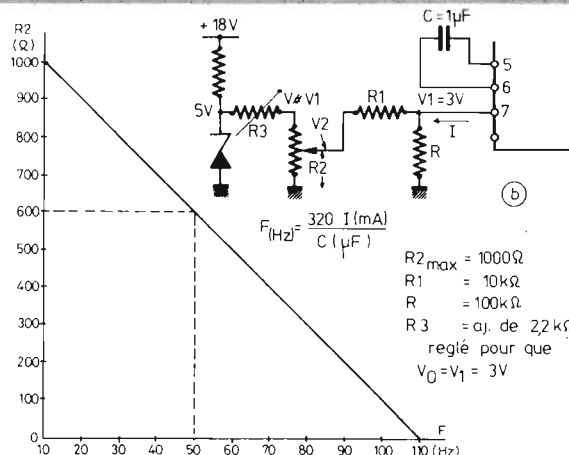 R2
(Ω)
1000
900
800
700
600
500
400
300
200
100
0
10
20
30
40
50
60
70
80
90
100
110
F
(Hz)
+ 18V
5V
R3
V≠V1
V2
R2
R1
V1=3V
I
R
C = 1µF
5
6
7
b
F(Hz) = 320 I(mA)
C (µF)
R2max = 1000Ω
R1 = 10kΩ
R = 100kΩ
R3 = aj. de 2,2kΩ
reglé pour que
V0=V1 = 3V